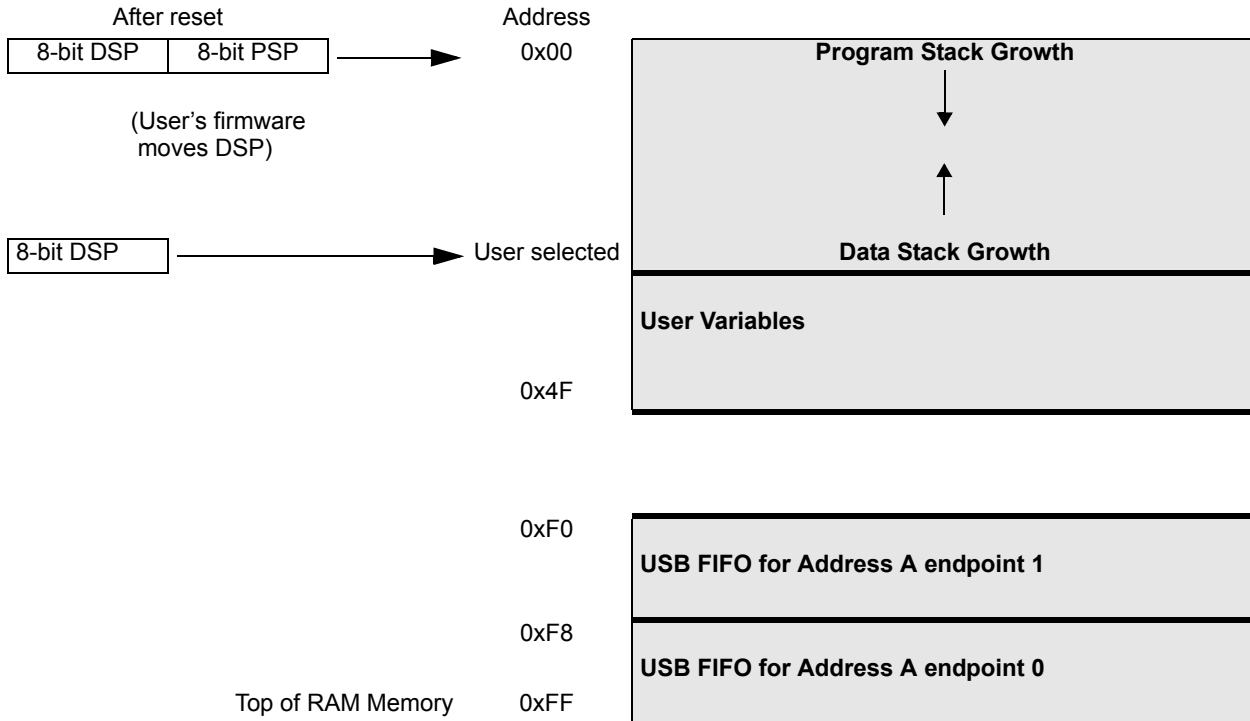 After reset
Address
8-bit DSP
8-bit PSP
0x00
Program Stack Growth
(User's firmware
moves DSP)
8-bit DSP
User selected
Data Stack Growth
User Variables
0x4F
0xF0
USB FIFO for Address A endpoint 1
0xF8
USB FIFO for Address A endpoint 0
Top of RAM Memory
0xFF